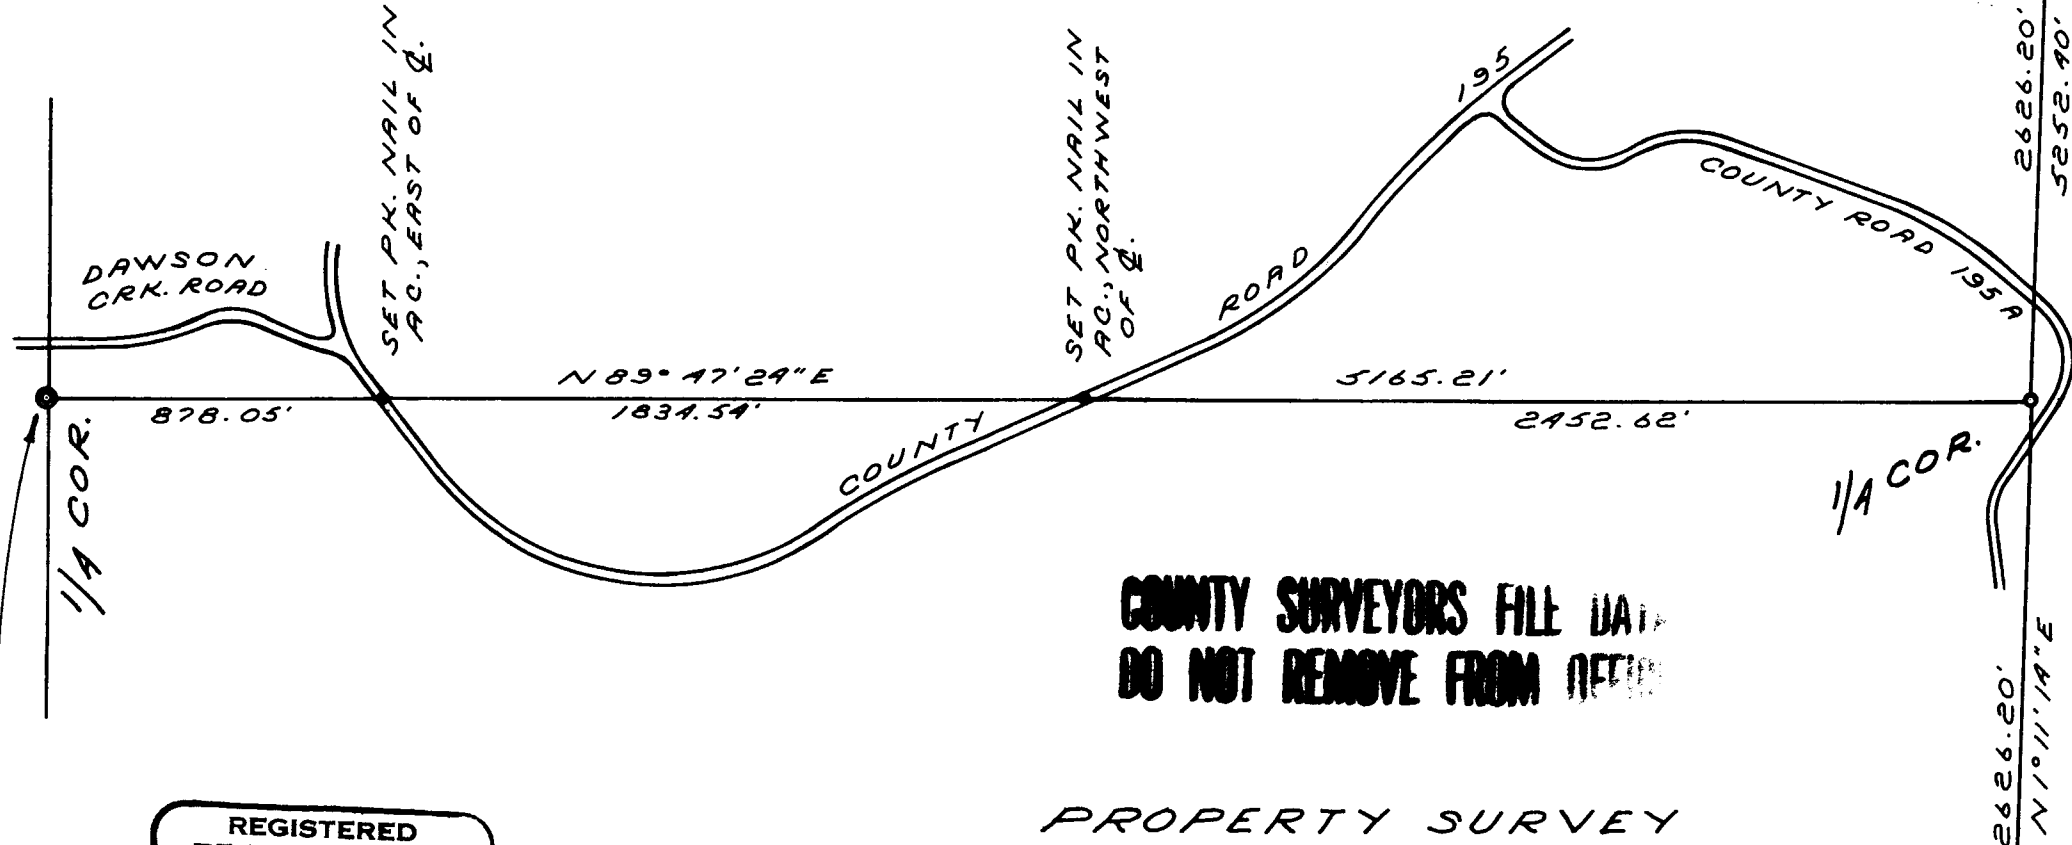 SET PK. NAIL IN
AC., EAST OF ℄.
SET PK. NAIL IN
AC., NORTHWEST
OF ℄.
195
2626.20'
5252.40'
DAWSON
CRK. ROAD
COUNTY ROAD 195A
COUNTY ROAD
N 89° 47' 24" E
5165.21'
878.05'
1834.54'
2452.62'
1/4 COR.
1/4 COR.
COUNTY SURVEYORS FILE
DO NOT REMOVE FROM
2626.20'
N 1° 11' 14" E
PROPERTY SURVEY
REGISTERED